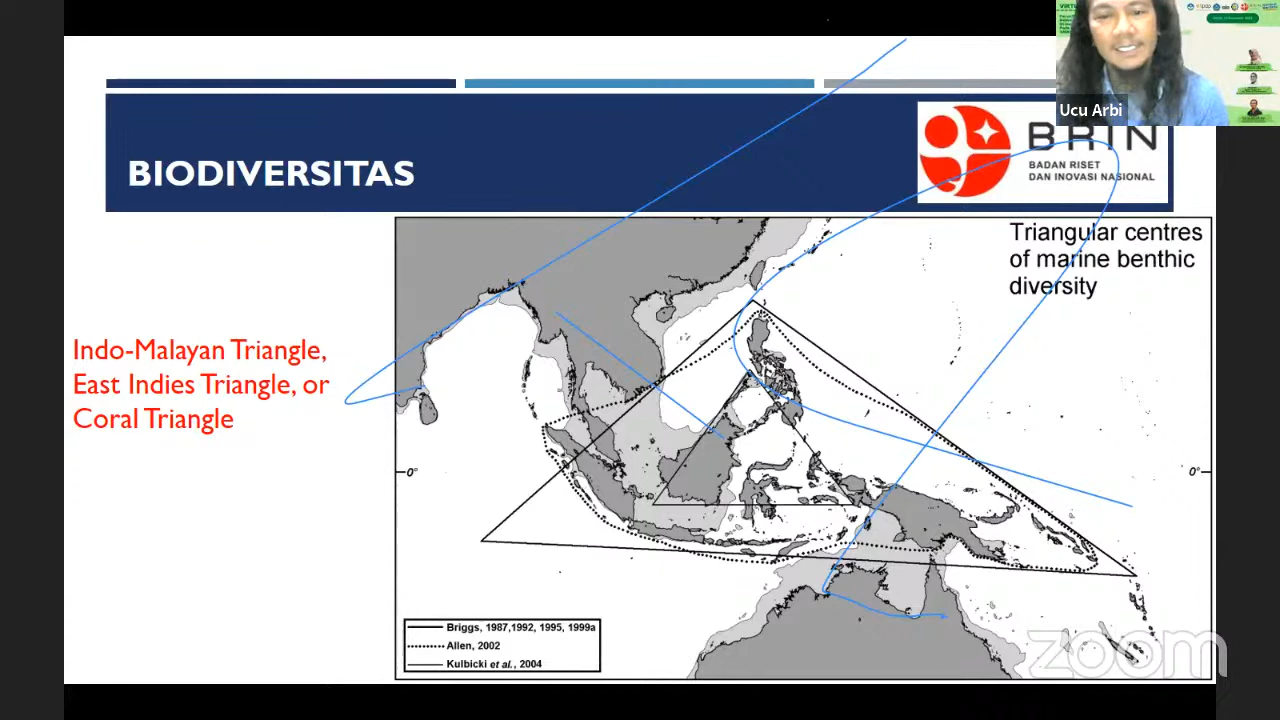 Ucu Arbi
BIODIVERSITAS
BRIN
BADAN RISET
DAN INOVASI NASIONAL
Triangular centres
of marine benthic
diversity
Indo-Malayan Triangle,
East Indies Triangle, or
Coral Triangle
0°
0°
Briggs, 1987,1992, 1995, 1999a
Allen, 2002
Kulbicki et al., 2004
zoom